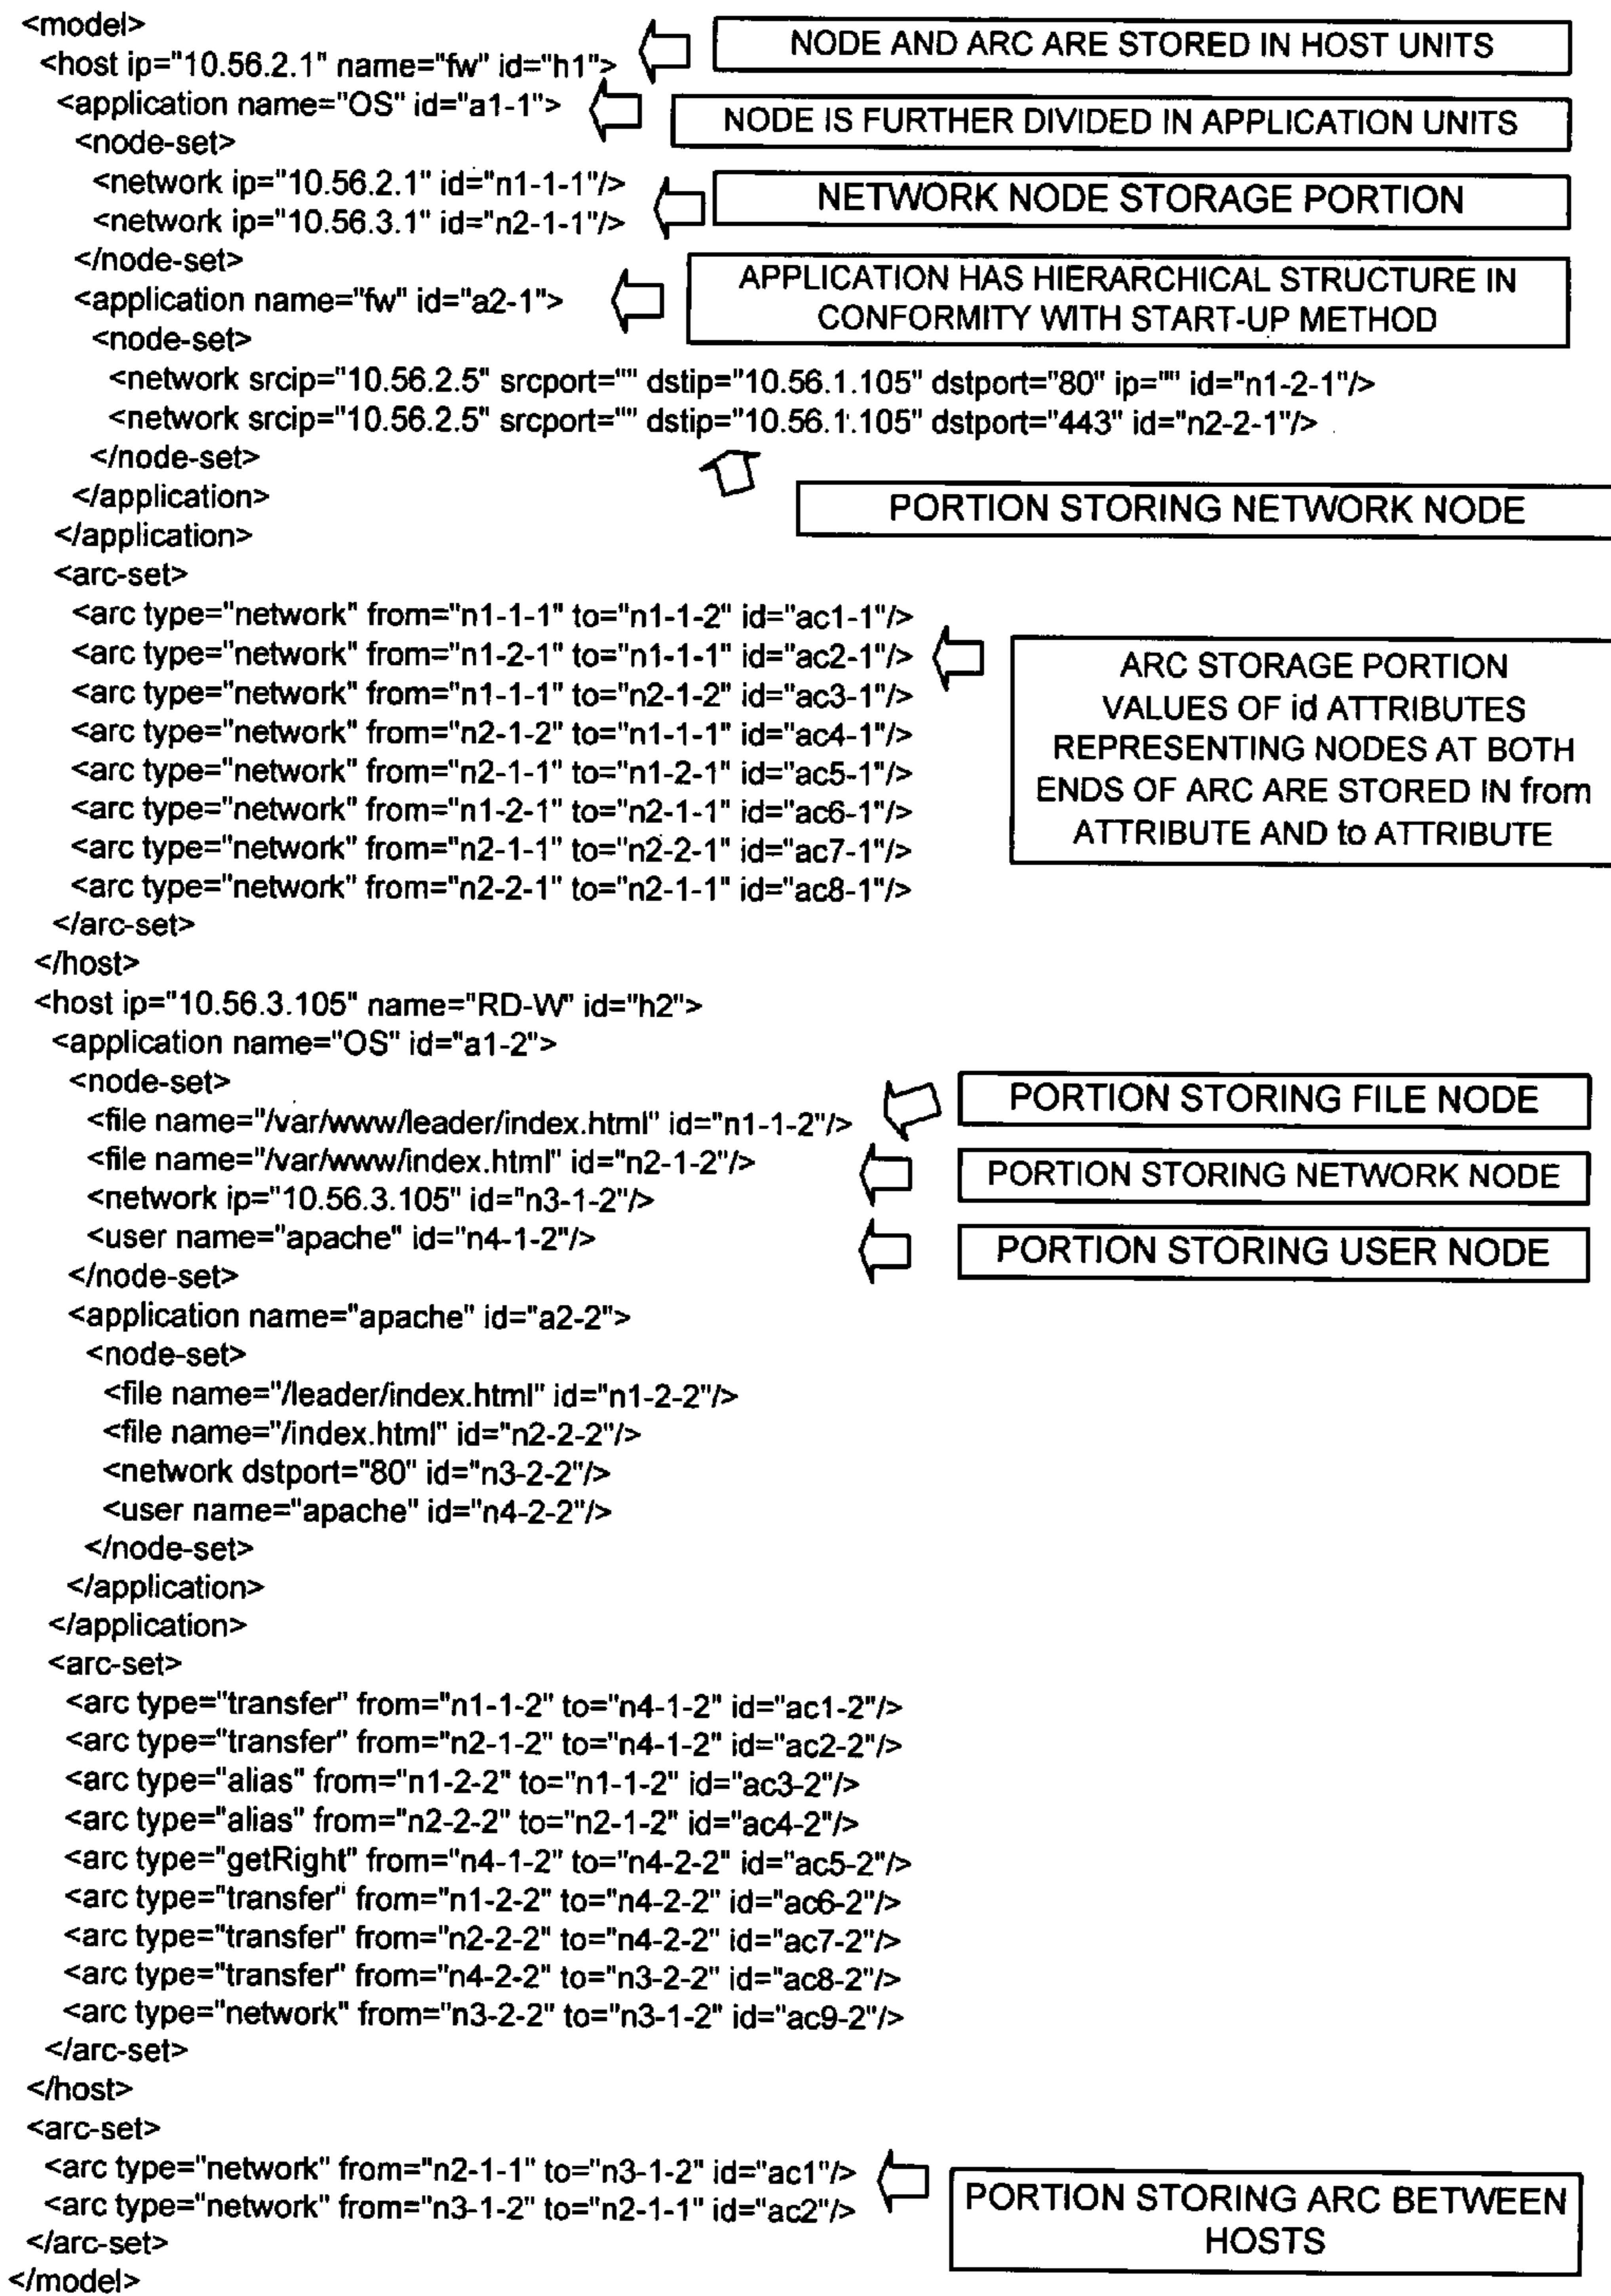 <model>
<host ip="10.56.2.1" name="fw" id="h1">
NODE AND ARC ARE STORED IN HOST UNITS
<application name="OS" id="a1-1">
NODE IS FURTHER DIVIDED IN APPLICATION UNITS
<node-set>
<network ip="10.56.2.1" id="n1-1-1"/>
<network ip="10.56.3.1" id="n2-1-1"/>
NETWORK NODE STORAGE PORTION
</node-set>
<application name="fw" id="a2-1">
APPLICATION HAS HIERARCHICAL STRUCTURE IN
CONFORMITY WITH START-UP METHOD
<node-set>
<network srcip="10.56.2.5" srcport="" dstip="10.56.1.105" dstport="80" ip="" id="n1-2-1"/>
<network srcip="10.56.2.5" srcport="" dstip="10.56.1.105" dstport="443" id="n2-2-1"/>
</node-set>
</application>
PORTION STORING NETWORK NODE
</application>
<arc-set>
<arc type="network" from="n1-1-1" to="n1-1-2" id="ac1-1"/>
<arc type="network" from="n1-2-1" to="n1-1-1" id="ac2-1"/>
<arc type="network" from="n1-1-1" to="n2-1-2" id="ac3-1"/>
<arc type="network" from="n2-1-2" to="n1-1-1" id="ac4-1"/>
<arc type="network" from="n2-1-1" to="n1-2-1" id="ac5-1"/>
<arc type="network" from="n1-2-1" to="n2-1-1" id="ac6-1"/>
<arc type="network" from="n2-1-1" to="n2-2-1" id="ac7-1"/>
<arc type="network" from="n2-2-1" to="n2-1-1" id="ac8-1"/>
ARC STORAGE PORTION
VALUES OF id ATTRIBUTES
REPRESENTING NODES AT BOTH
ENDS OF ARC ARE STORED IN from
ATTRIBUTE AND to ATTRIBUTE
</arc-set>
</host>
<host ip="10.56.3.105" name="RD-W" id="h2">
<application name="OS" id="a1-2">
<node-set>
<file name="/var/www/leader/index.html" id="n1-1-2"/>
PORTION STORING FILE NODE
<file name="/var/www/index.html" id="n2-1-2"/>
<network ip="10.56.3.105" id="n3-1-2"/>
PORTION STORING NETWORK NODE
<user name="apache" id="n4-1-2"/>
PORTION STORING USER NODE
</node-set>
<application name="apache" id="a2-2">
<node-set>
<file name="/leader/index.html" id="n1-2-2"/>
<file name="/index.html" id="n2-2-2"/>
<network dstport="80" id="n3-2-2"/>
<user name="apache" id="n4-2-2"/>
</node-set>
</application>
</application>
<arc-set>
<arc type="transfer" from="n1-1-2" to="n4-1-2" id="ac1-2"/>
<arc type="transfer" from="n2-1-2" to="n4-1-2" id="ac2-2"/>
<arc type="alias" from="n1-2-2" to="n1-1-2" id="ac3-2"/>
<arc type="alias" from="n2-2-2" to="n2-1-2" id="ac4-2"/>
<arc type="getRight" from="n4-1-2" to="n4-2-2" id="ac5-2"/>
<arc type="transfer" from="n1-2-2" to="n4-2-2" id="ac6-2"/>
<arc type="transfer" from="n2-2-2" to="n4-2-2" id="ac7-2"/>
<arc type="transfer" from="n4-2-2" to="n3-2-2" id="ac8-2"/>
<arc type="network" from="n3-2-2" to="n3-1-2" id="ac9-2"/>
</arc-set>
</host>
<arc-set>
<arc type="network" from="n2-1-1" to="n3-1-2" id="ac1"/>
<arc type="network" from="n3-1-2" to="n2-1-1" id="ac2"/>
PORTION STORING ARC BETWEEN
HOSTS
</arc-set>
</model>